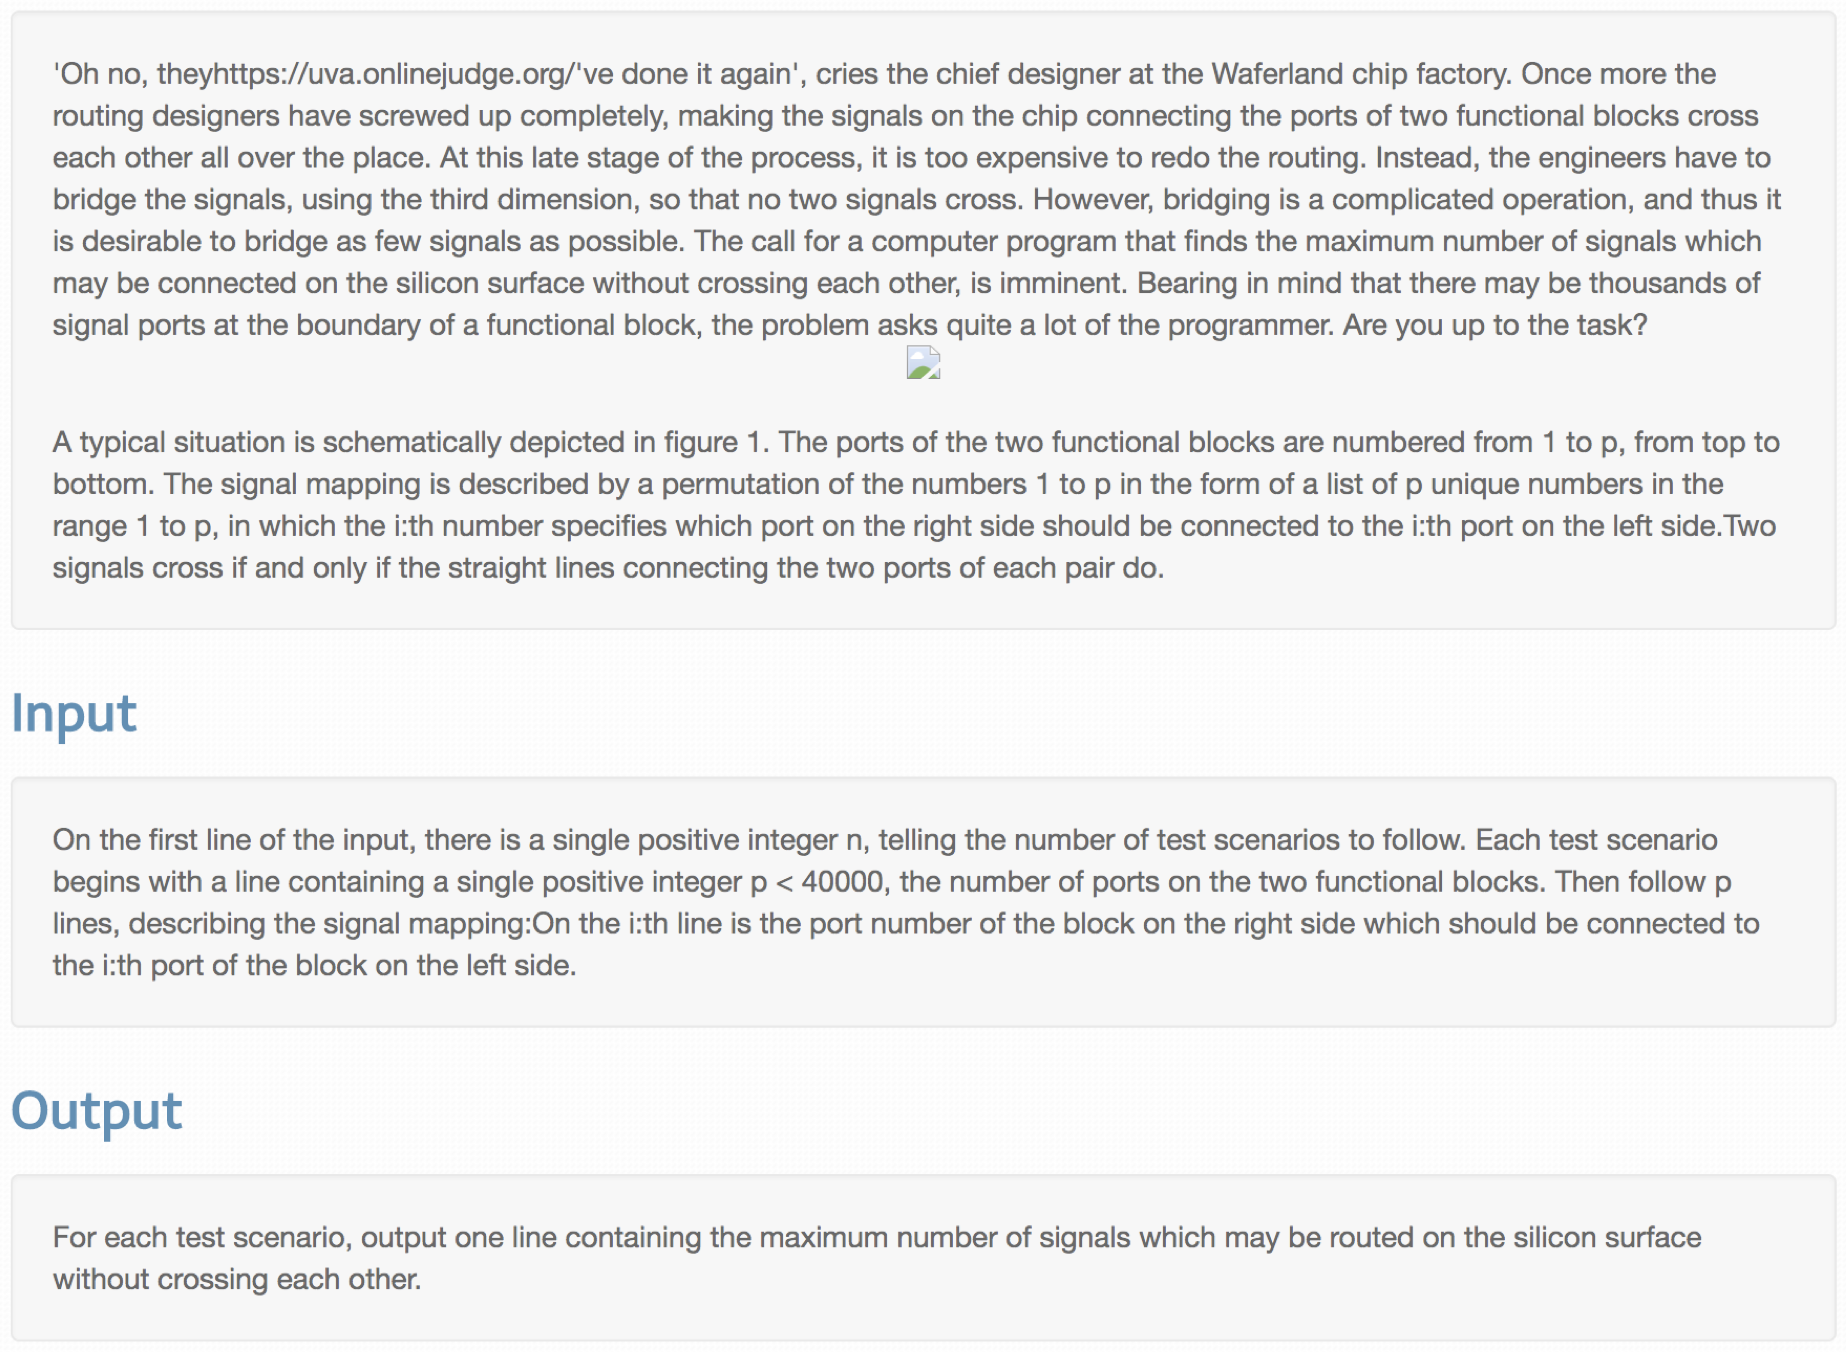 'Oh no, theyhttps://uva.onlinejudge.org/'ve done it again', cries the chief designer at the Waferland chip factory. Once more the
routing designers have screwed up completely, making the signals on the chip connecting the ports of two functional blocks cross
each other all over the place. At this late stage of the process, it is too expensive to redo the routing. Instead, the engineers have to
bridge the signals, using the third dimension, so that no two signals cross. However, bridging is a complicated operation, and thus it
is desirable to bridge as few signals as possible. The call for a computer program that finds the maximum number of signals which
may be connected on the silicon surface without crossing each other, is imminent. Bearing in mind that there may be thousands of
signal ports at the boundary of a functional block, the problem asks quite a lot of the programmer. Are you up to the task?
A typical situation is schematically depicted in figure 1. The ports of the two functional blocks are numbered from 1 to p, from top to
bottom. The signal mapping is described by a permutation of the numbers 1 to p in the form of a list of p unique numbers in the
range 1 to p, in which the i:th number specifies which port on the right side should be connected to the i:th port on the left side.Two
signals cross if and only if the straight lines connecting the two ports of each pair do.
Input
On the first line of the input, there is a single positive integer n, telling the number of test scenarios to follow. Each test scenario
begins with a line containing a single positive integer p < 40000, the number of ports on the two functional blocks. Then follow p
lines, describing the signal mapping:On the i:th line is the port number of the block on the right side which should be connected to
the i:th port of the block on the left side.
Output
For each test scenario, output one line containing the maximum number of signals which may be routed on the silicon surface
without crossing each other.